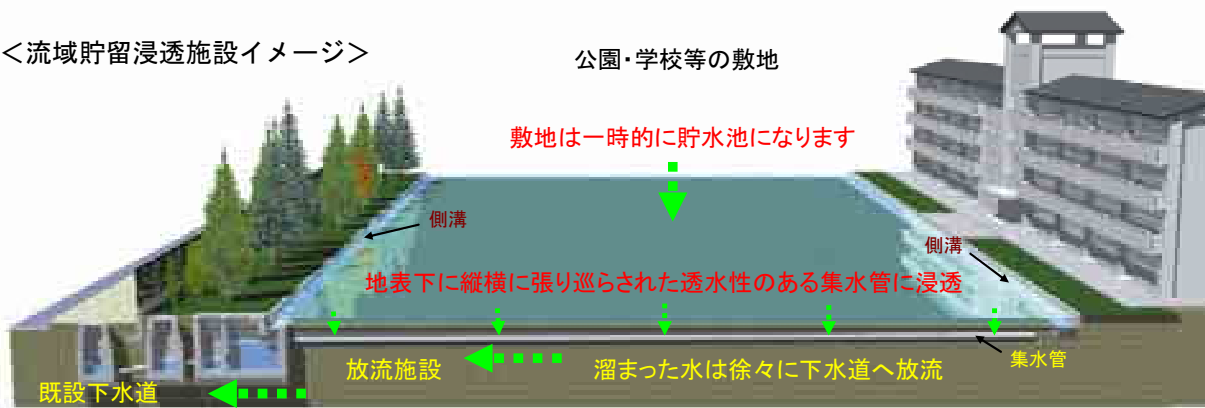 ＜流域貯留浸透施設イメージ＞
公園・学校等の敷地
敷地は一時的に貯水池になります
側溝
側溝
地表下に縦横に張り巡らされた透水性のある集水管に浸透
放流施設
溜まった水は徐々に下水道へ放流
集水管
既設下水道